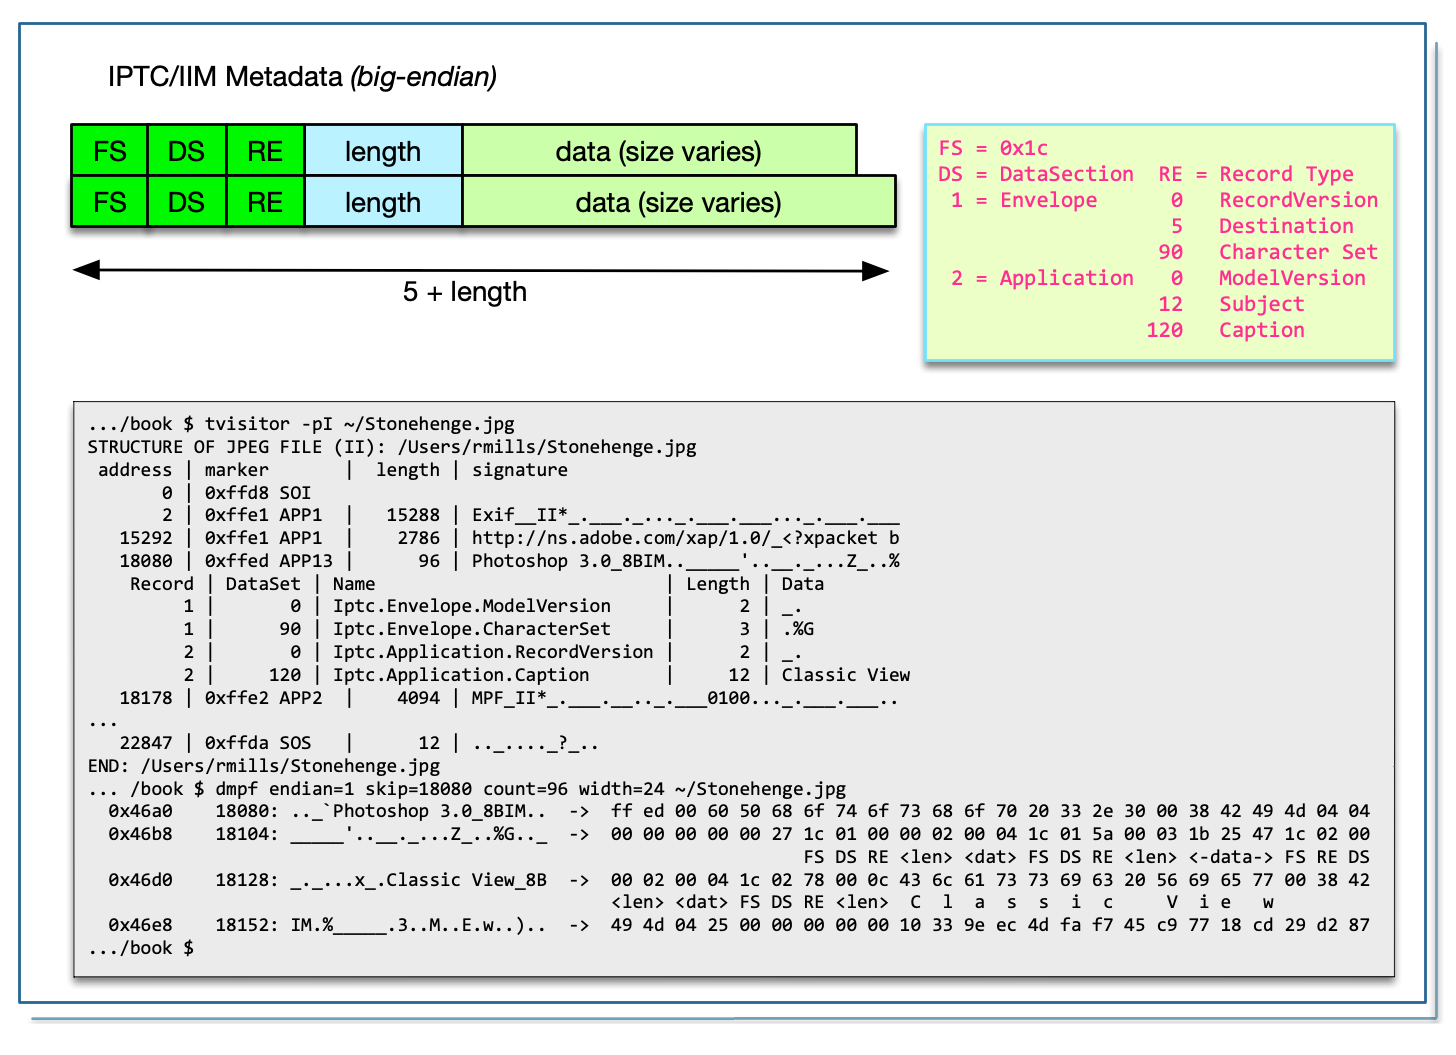 IPTC/IIM Metadata (big-endian)
FS DS RE length data (size varies)
FS DS RE length data (size varies)
5 + length
FS = 0x1c
DS = DataSection  RE = Record Type
 1 = Envelope      0   RecordVersion
                   5   Destination
                  90   Character Set
 2 = Application   0   ModelVersion
                  12   Subject
                 120   Caption
.../book $ tvisitor -pI ~/Stonehenge.jpg
STRUCTURE OF JPEG FILE (II): /Users/rmills/Stonehenge.jpg
 address | marker       |  length | signature
       0 | 0xffd8 SOI
       2 | 0xffe1 APP1  |   15288 | Exif__II*_.___._..._.___.___..._.___.___
   15292 | 0xffe1 APP1  |    2786 | http://ns.adobe.com/xap/1.0/_<?xpacket b
   18080 | 0xffed APP13 |      96 | Photoshop 3.0_8BIM.._____'..__._...Z_..%
    Record | DataSet | Name                           | Length | Data
         1 |       0 | Iptc.Envelope.ModelVersion     |      2 | _.
         1 |      90 | Iptc.Envelope.CharacterSet     |      3 | .%G
         2 |       0 | Iptc.Application.RecordVersion |      2 | _.
         2 |     120 | Iptc.Application.Caption       |     12 | Classic View
   18178 | 0xffe2 APP2  |    4094 | MPF_II*_.___.__.._.___0100..._.___.___..
...
   22847 | 0xffda SOS   |      12 | .._...._?_..
END: /Users/rmills/Stonehenge.jpg
... /book $ dmpf endian=1 skip=18080 count=96 width=24 ~/Stonehenge.jpg
  0x46a0    18080: .._`Photoshop 3.0_8BIM..  ->  ff ed 00 60 50 68 6f 74 6f 73 68 6f 70 20 33 2e 30 00 38 42 49 4d 04 04
  0x46b8    18104: _____'..__._...Z_..%G.._  ->  00 00 00 00 00 27 1c 01 00 00 02 00 04 1c 01 5a 00 03 1b 25 47 1c 02 00
FS DS RE <len> <dat> FS DS RE <len> <-data-> FS RE DS
  0x46d0    18128: _._...x_.Classic View_8B  ->  00 02 00 04 1c 02 78 00 0c 43 6c 61 73 73 69 63 20 56 69 65 77 00 38 42
<len> <dat> FS DS RE <len>  C  l  a  s  s  i  c     V  i  e  w
  0x46e8    18152: IM.%_____.3..M..E.w..)..  ->  49 4d 04 25 00 00 00 00 00 10 33 9e ec 4d fa f7 45 c9 77 18 cd 29 d2 87
.../book $